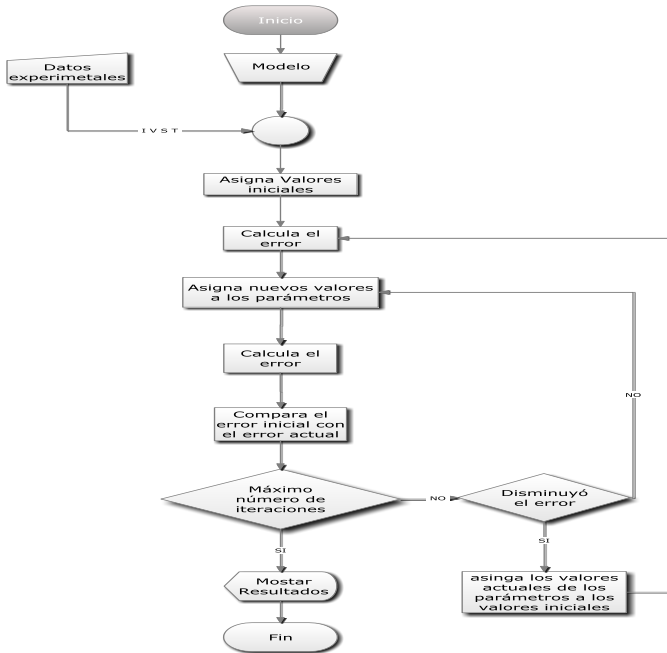 Inicio
Modelo
Datos
experimetales
I V S T
Asigna Valores
iniciales
Calcula el
error
Asigna nuevos valores
a los parámetros
Calcula el
error
Compara el
error inicial con
el error actual
NO
Máximo
número de
iteraciones
NO
Disminuyó
el error
SI
SI
Mostar
Resultados
asinga los valores
actuales de los
parámetros a los
valores iniciales
Fin